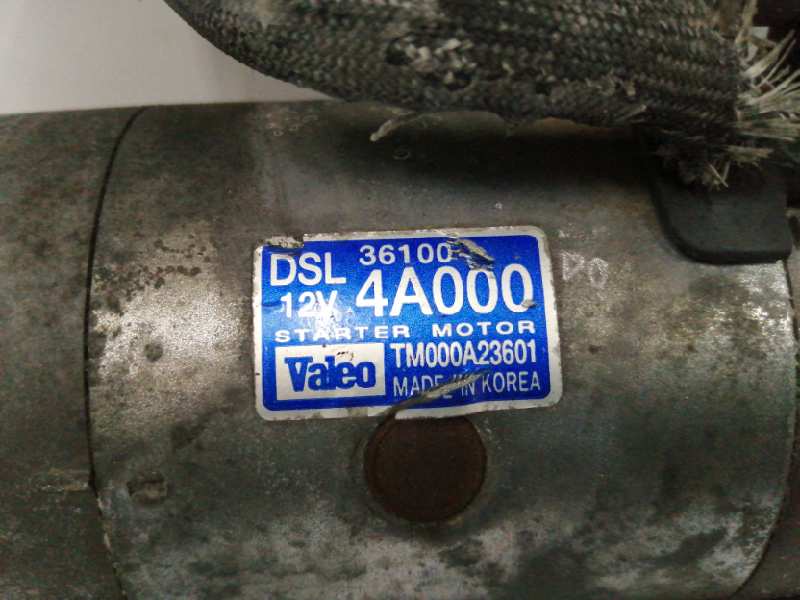 DSL 36100
12V 4A000
STARTER MOTOR
Valeo TM000A23601
MADE IN KOREA